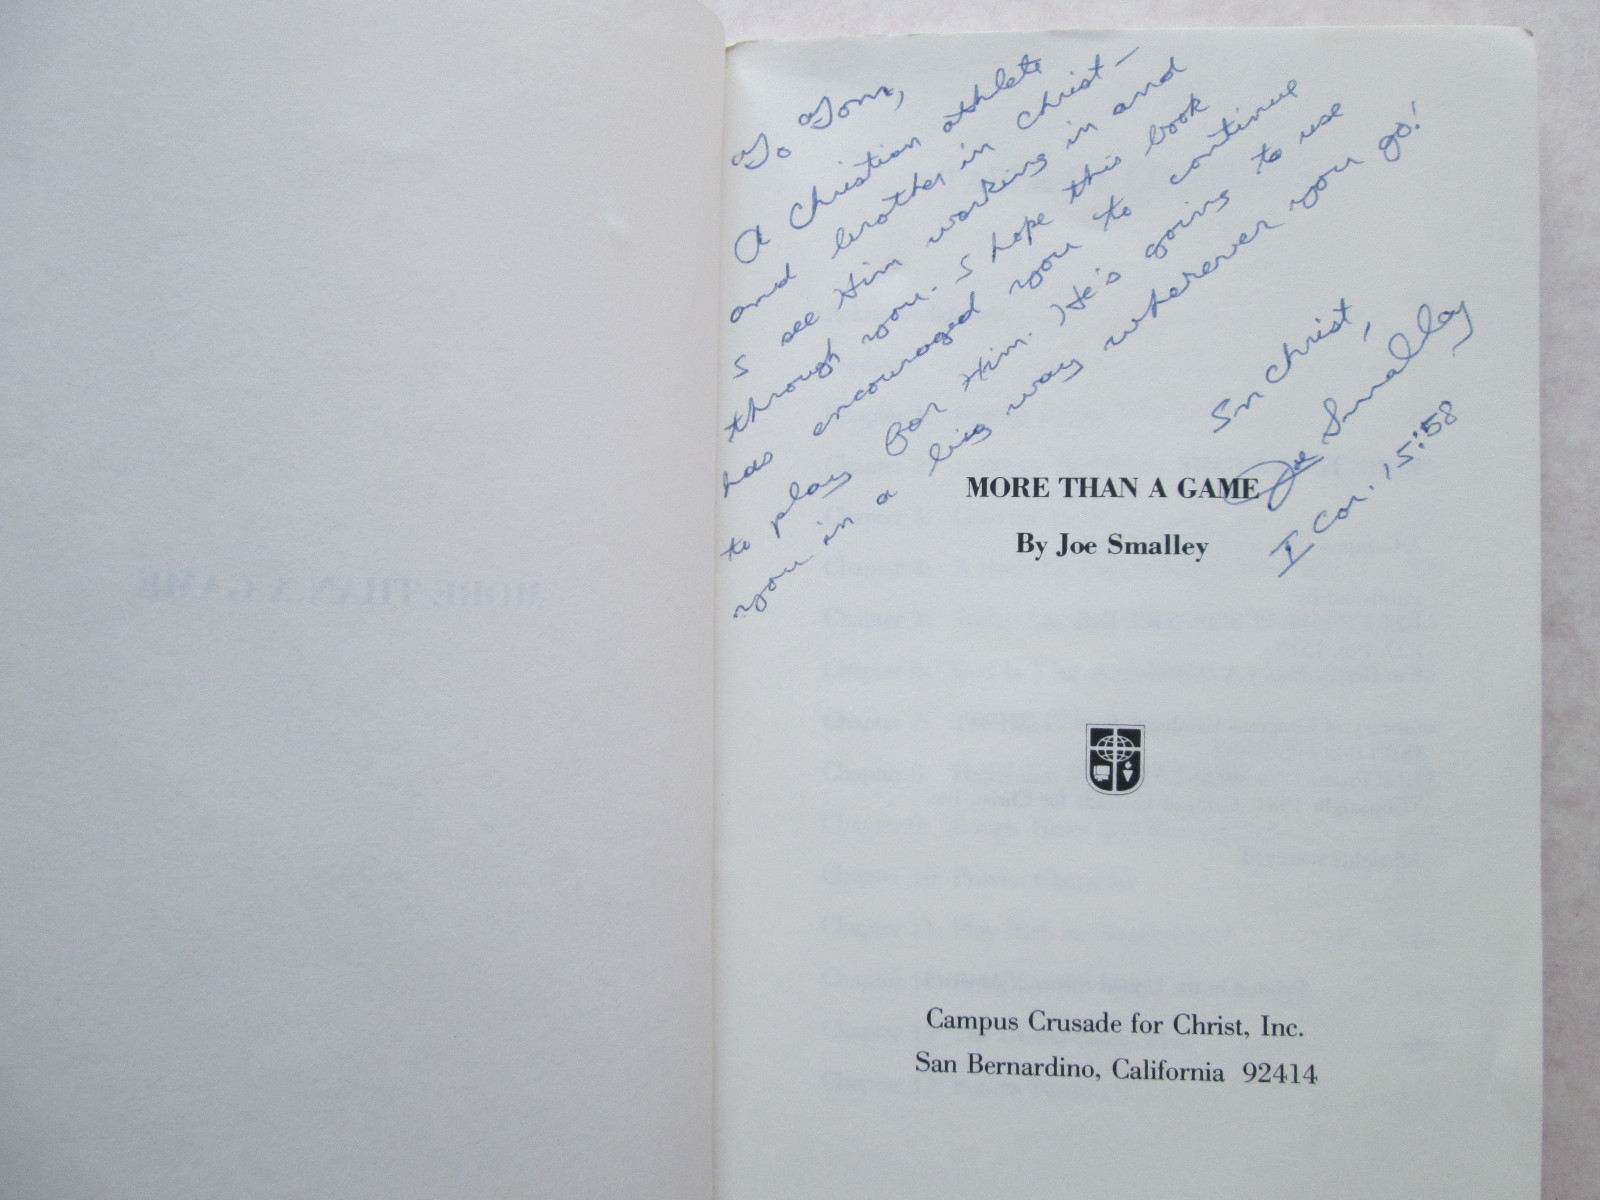 To Tom,
A Christian athlete
and brother in Christ —
I see Him working in and
through you. I hope this book
has encouraged you to continue
to play for Him. He's going to use
you in a big way wherever you go!
In Christ,
Joe Smalley
I Cor. 15:58
MORE THAN A GAME
By Joe Smalley
Campus Crusade for Christ, Inc.
San Bernardino, California 92414
MORE THAN A GAME